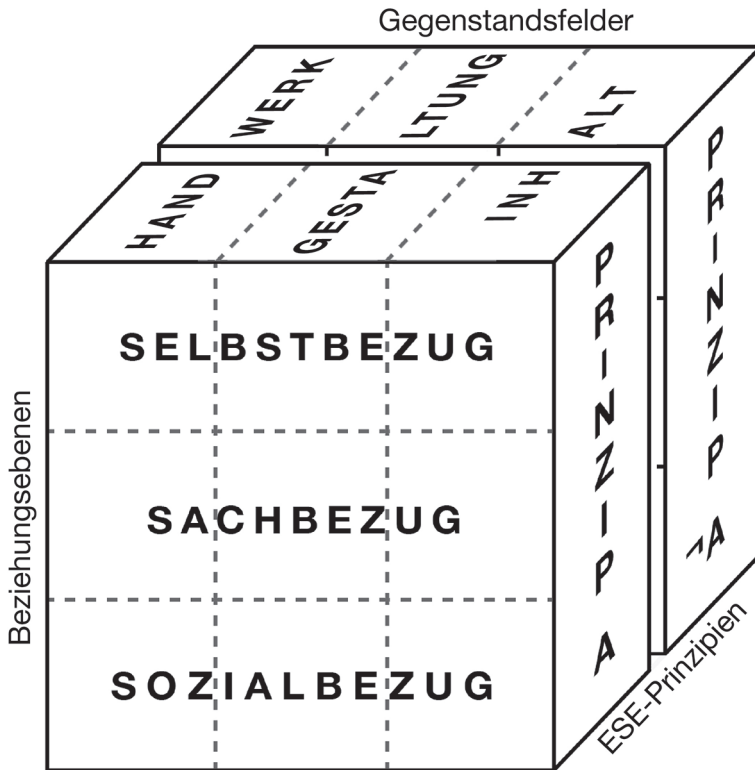 Gegenstandsfelder
HAND WERK
GESTA LTUNG
INH ALT
SELBSTBEZUG
SACHBEZUG
SOZIALBEZUG
Beziehungsebenen
PRINZIP A
PRINZIP ¬A
ESE-Prinzipien